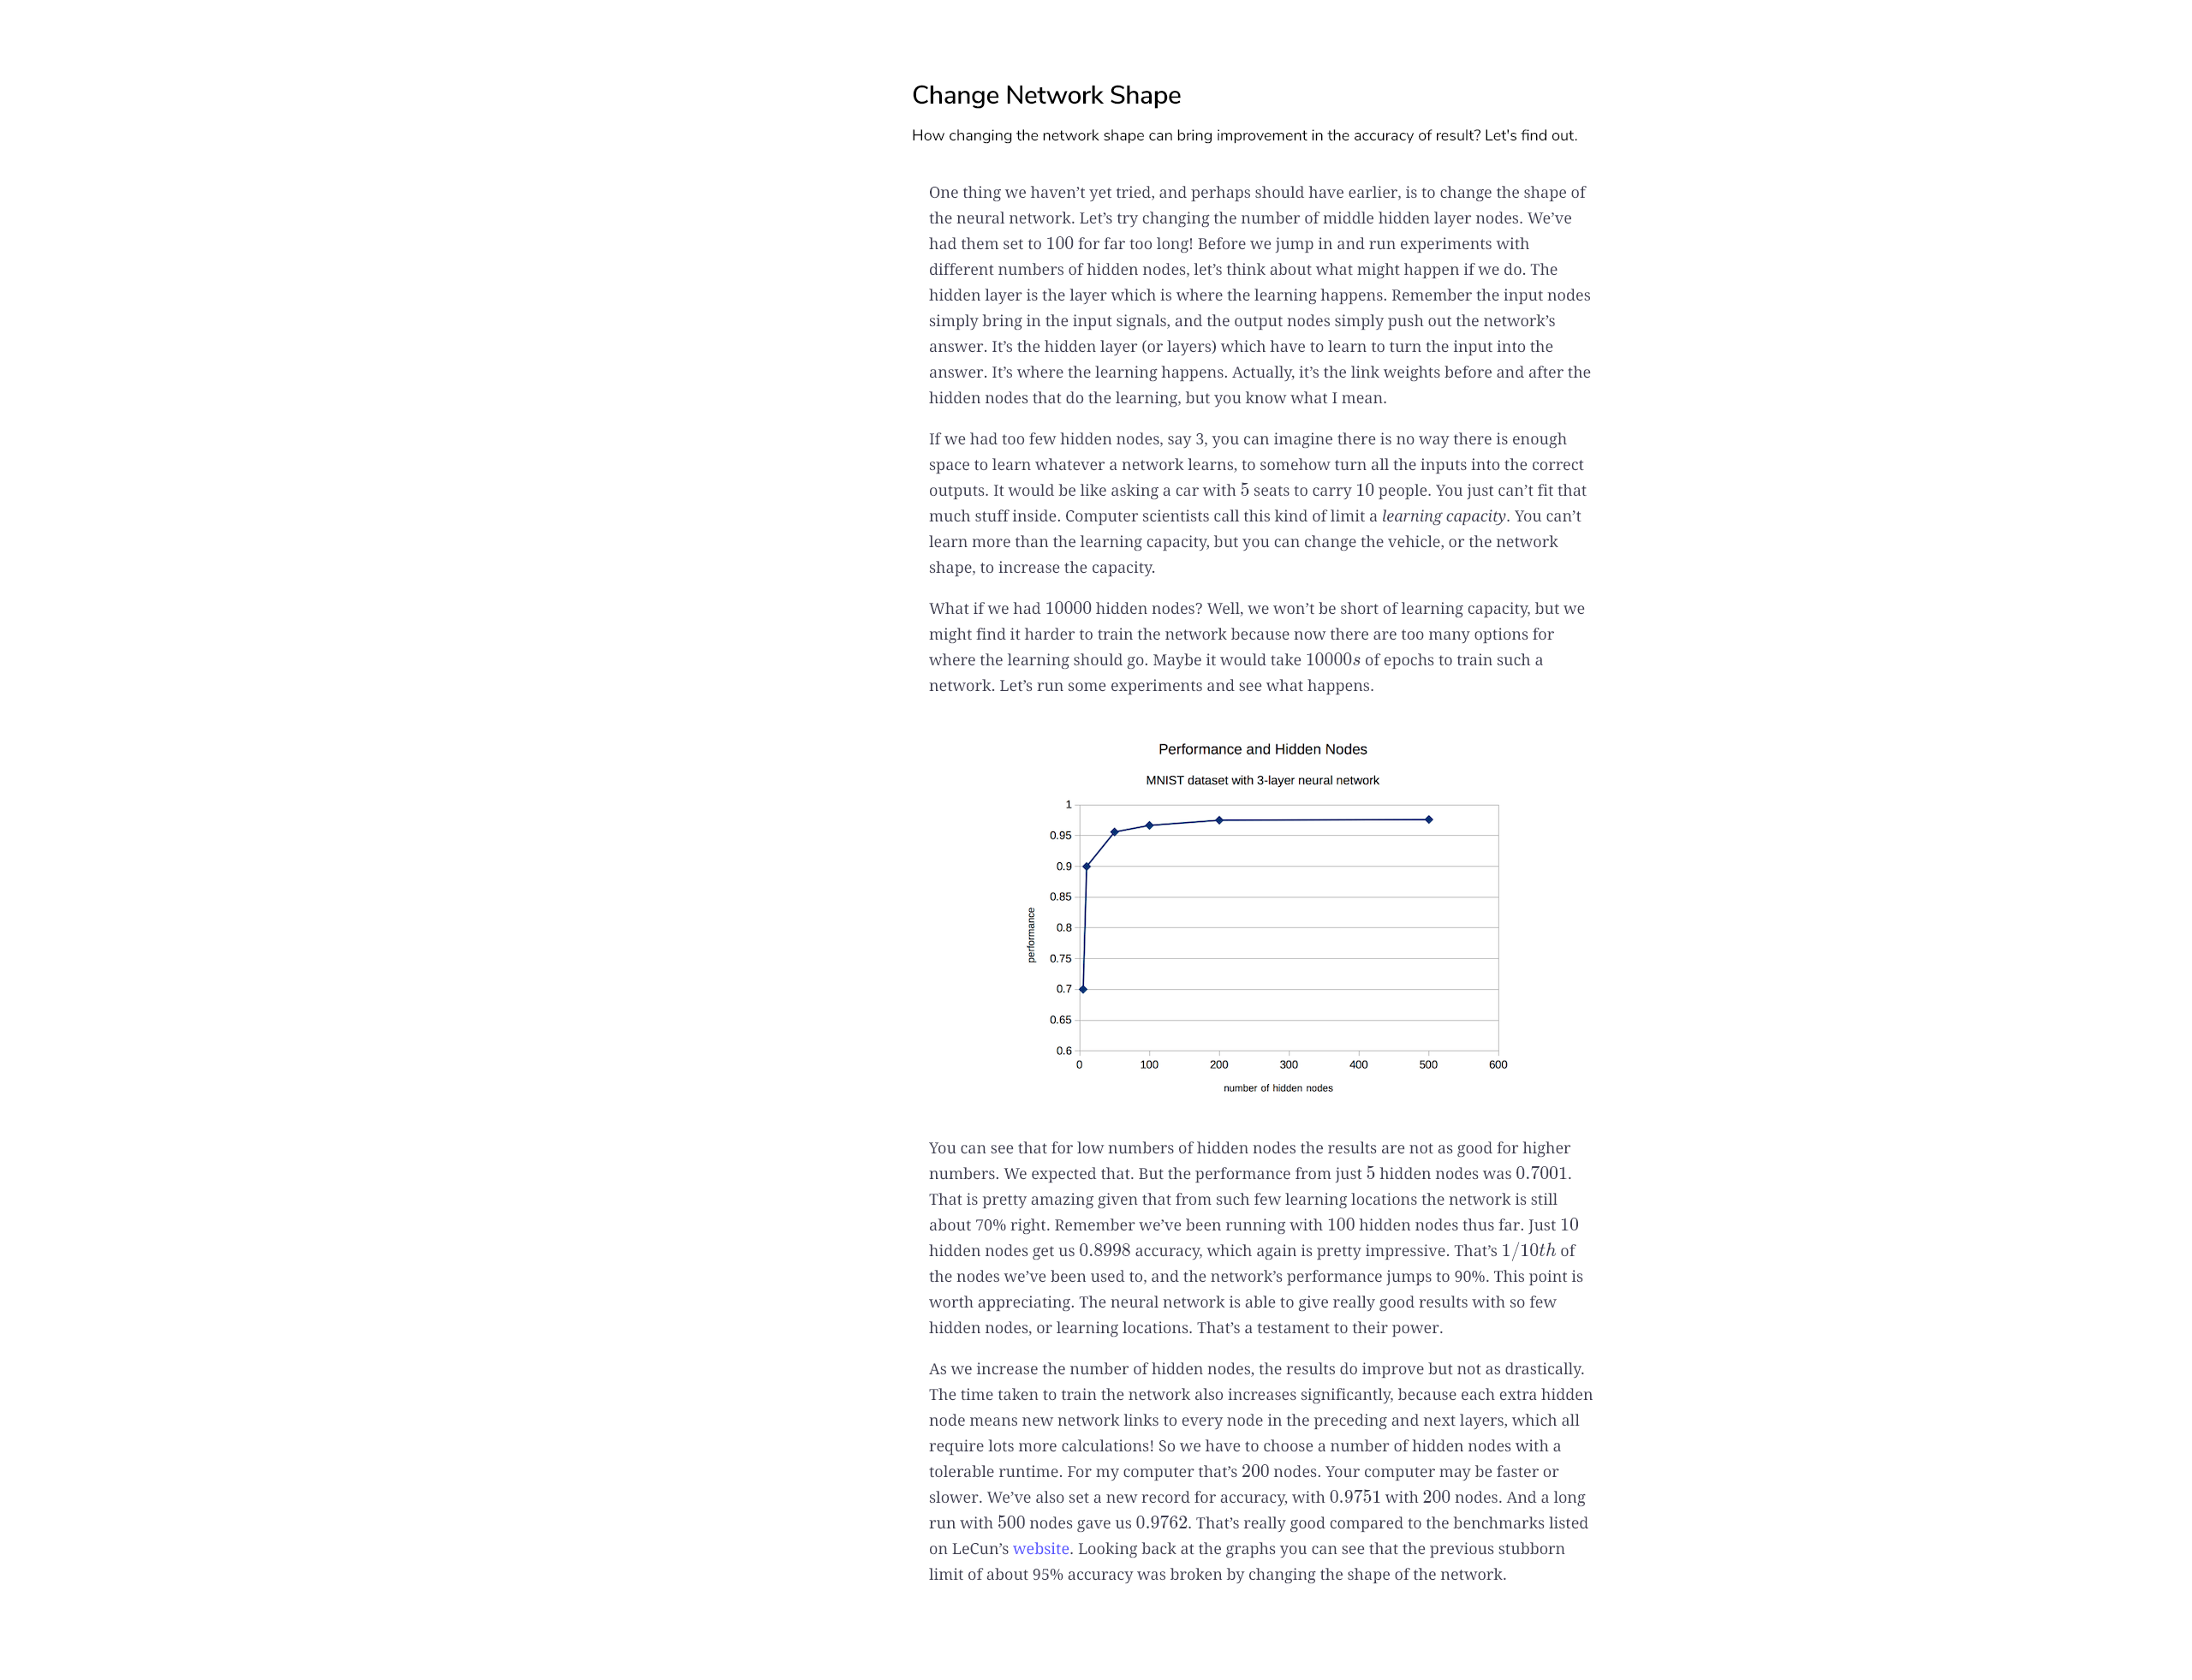 Change Network Shape
How changing the network shape can bring improvement in the accuracy of result? Let's find out.
One thing we haven’t yet tried, and perhaps should have earlier, is to change the shape of
the neural network. Let’s try changing the number of middle hidden layer nodes. We’ve
had them set to 100 for far too long! Before we jump in and run experiments with
different numbers of hidden nodes, let’s think about what might happen if we do. The
hidden layer is the layer which is where the learning happens. Remember the input nodes
simply bring in the input signals, and the output nodes simply push out the network’s
answer. It’s the hidden layer (or layers) which have to learn to turn the input into the
answer. It’s where the learning happens. Actually, it’s the link weights before and after the
hidden nodes that do the learning, but you know what I mean.
If we had too few hidden nodes, say 3, you can imagine there is no way there is enough
space to learn whatever a network learns, to somehow turn all the inputs into the correct
outputs. It would be like asking a car with 5 seats to carry 10 people. You just can’t fit that
much stuff inside. Computer scientists call this kind of limit a learning capacity. You can’t
learn more than the learning capacity, but you can change the vehicle, or the network
shape, to increase the capacity.
What if we had 10000 hidden nodes? Well, we won’t be short of learning capacity, but we
might find it harder to train the network because now there are too many options for
where the learning should go. Maybe it would take 10000s of epochs to train such a
network. Let’s run some experiments and see what happens.
Performance and Hidden Nodes
MNIST dataset with 3-layer neural network
1
0.95
0.9
0.85
0.8
0.75
0.7
0.65
0.6
performance
0 100 200 300 400 500 600
number of hidden nodes
You can see that for low numbers of hidden nodes the results are not as good for higher
numbers. We expected that. But the performance from just 5 hidden nodes was 0.7001.
That is pretty amazing given that from such few learning locations the network is still
about 70% right. Remember we’ve been running with 100 hidden nodes thus far. Just 10
hidden nodes get us 0.8998 accuracy, which again is pretty impressive. That’s 1/10th of
the nodes we’ve been used to, and the network’s performance jumps to 90%. This point is
worth appreciating. The neural network is able to give really good results with so few
hidden nodes, or learning locations. That’s a testament to their power.
As we increase the number of hidden nodes, the results do improve but not as drastically.
The time taken to train the network also increases significantly, because each extra hidden
node means new network links to every node in the preceding and next layers, which all
require lots more calculations! So we have to choose a number of hidden nodes with a
tolerable runtime. For my computer that’s 200 nodes. Your computer may be faster or
slower. We’ve also set a new record for accuracy, with 0.9751 with 200 nodes. And a long
run with 500 nodes gave us 0.9762. That’s really good compared to the benchmarks listed
on LeCun’s website. Looking back at the graphs you can see that the previous stubborn
limit of about 95% accuracy was broken by changing the shape of the network.